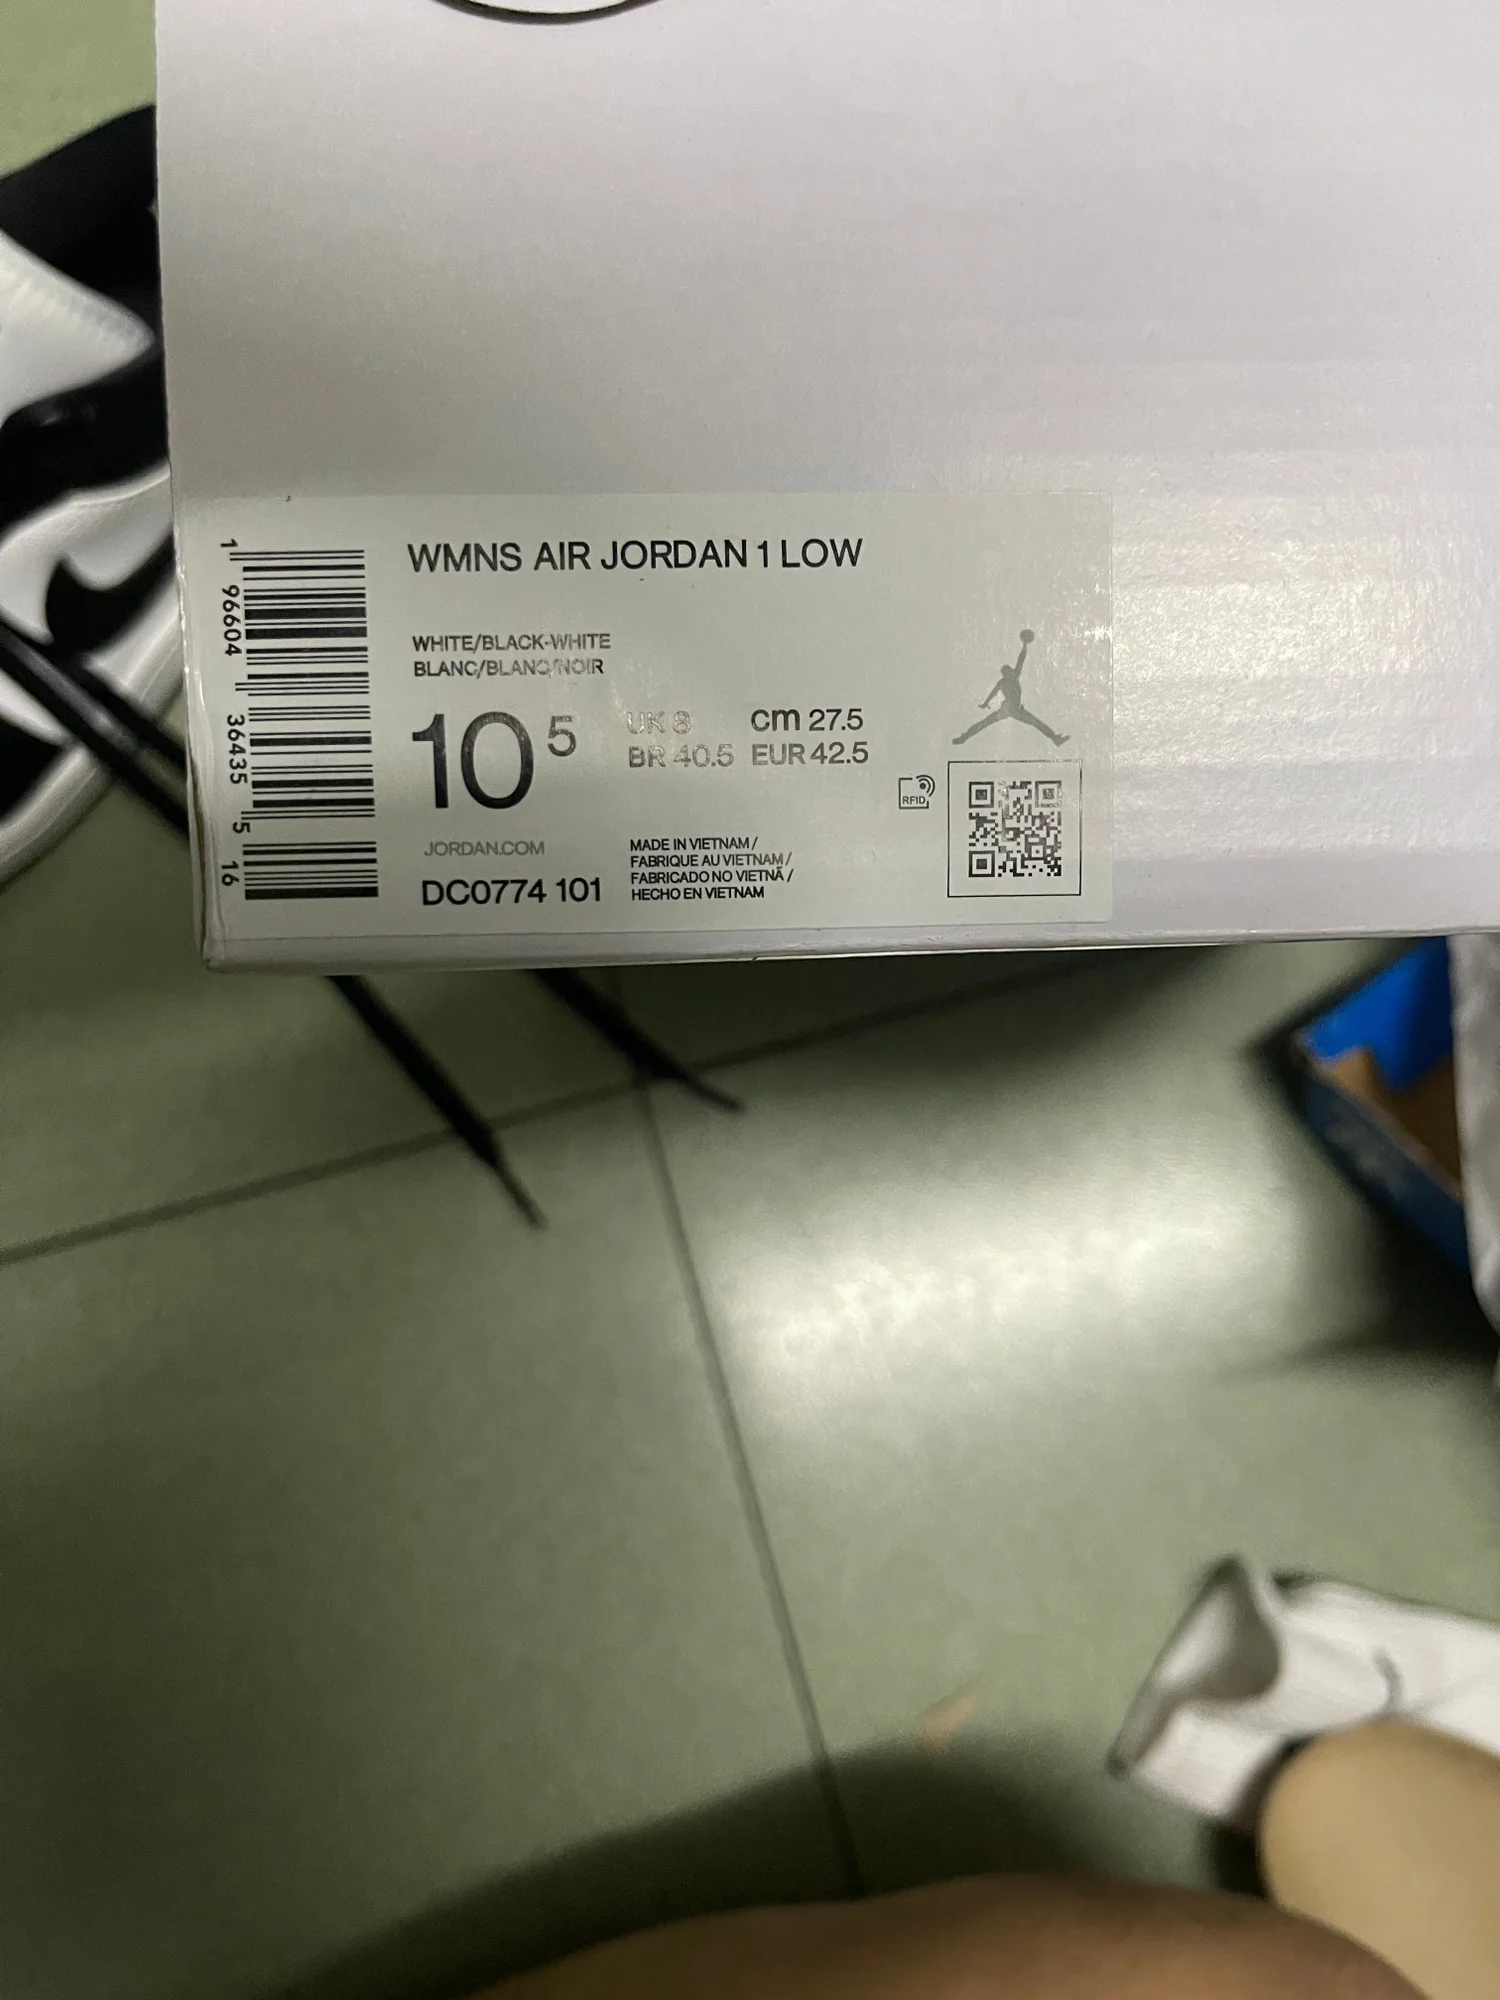 WMNS AIR JORDAN 1 LOW
WHITE/BLACK-WHITE
BLANC/BLANC/NOIR
10 5
UK 8 cm 27.5
BR 40.5 EUR 42.5
RFID
JORDAN.COM
DC0774 101
MADE IN VIETNAM /
FABRIQUE AU VIETNAM /
FABRICADO NO VIETNÃ /
HECHO EN VIETNAM
1 96604 36435 5 16